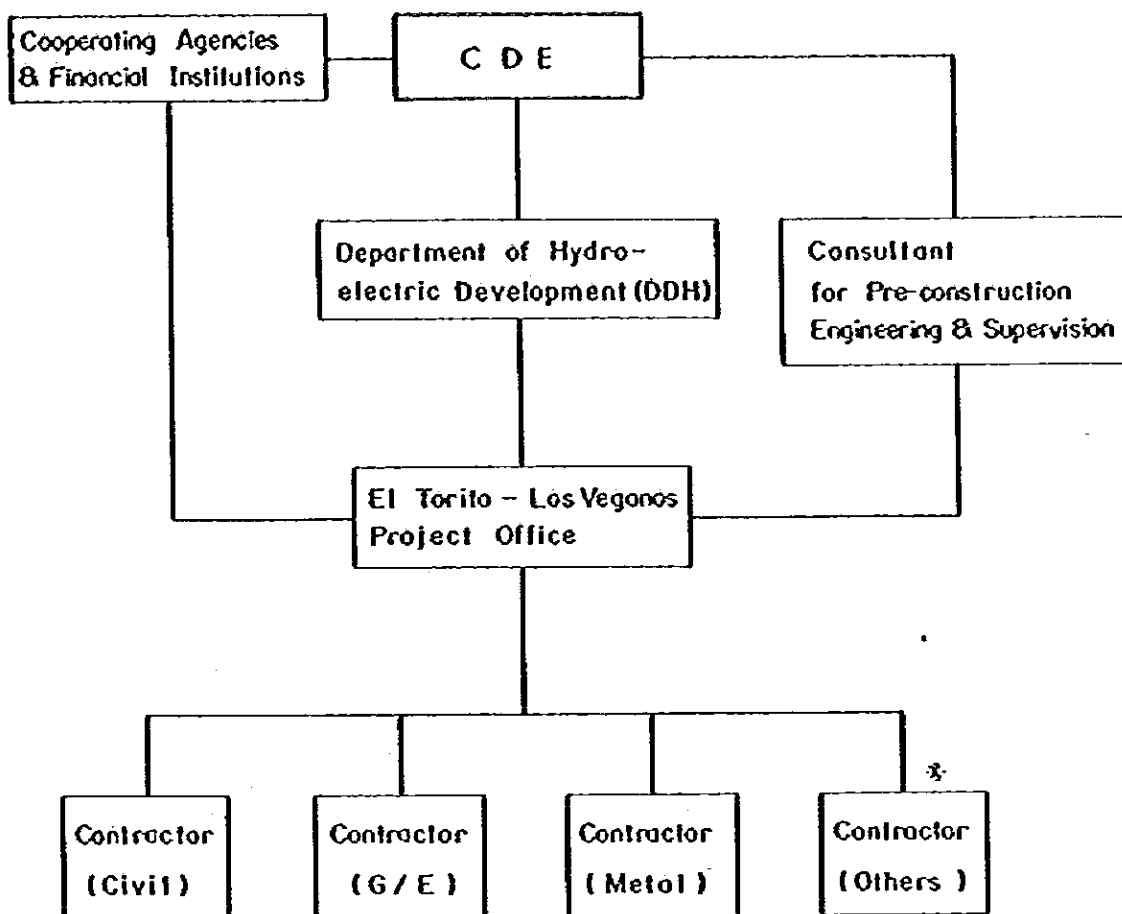 Cooperating Agencies
& Financial Institutions
C D E
Department of Hydro-
electric Development (DDH)
Consultant
for Pre-construction
Engineering & Supervision
El Torito - Los Veganos
Project Office
*
Contractor
(Civil)
Contractor
(G/E)
Contractor
(Metal)
Contractor
(Others)